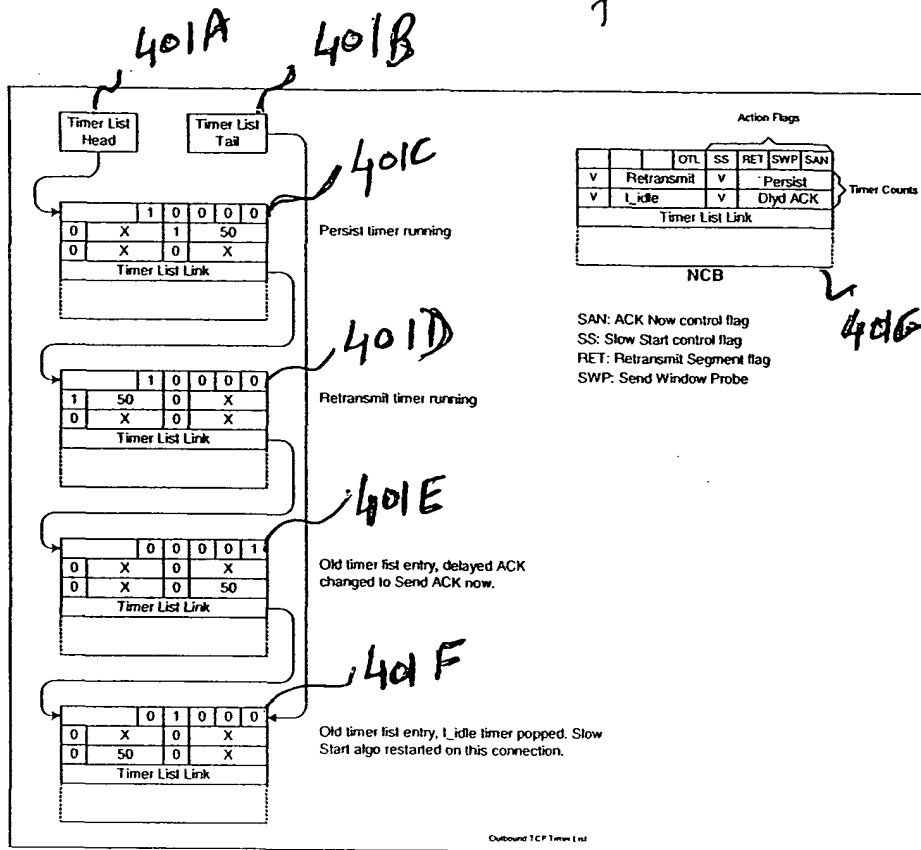 401A
401B
Timer List
Head
Timer List
Tail
Action Flags
OTL SS RET SWP SAN
v Retransmit v Persist
v t_idle v Dlyd ACK
Timer List Link
Timer Counts
NCB
401G
SAN: ACK Now control flag
SS: Slow Start control flag
RET: Retransmit Segment flag
SWP: Send Window Probe
401C
1 0 0 0 0
0 X 1 50
0 X 0 X
Timer List Link
Persist timer running
401D
1 0 0 0 0
1 50 0 X
0 X 0 X
Timer List Link
Retransmit timer running
401E
0 0 0 0 1
0 X 0 X
0 X 0 50
Timer List Link
Old timer list entry, delayed ACK
changed to Send ACK now.
401F
0 1 0 0 0
0 X 0 X
0 50 0 X
Timer List Link
Old timer list entry, t_idle timer popped. Slow
Start algo restarted on this connection.
Outbound TCP Timer List